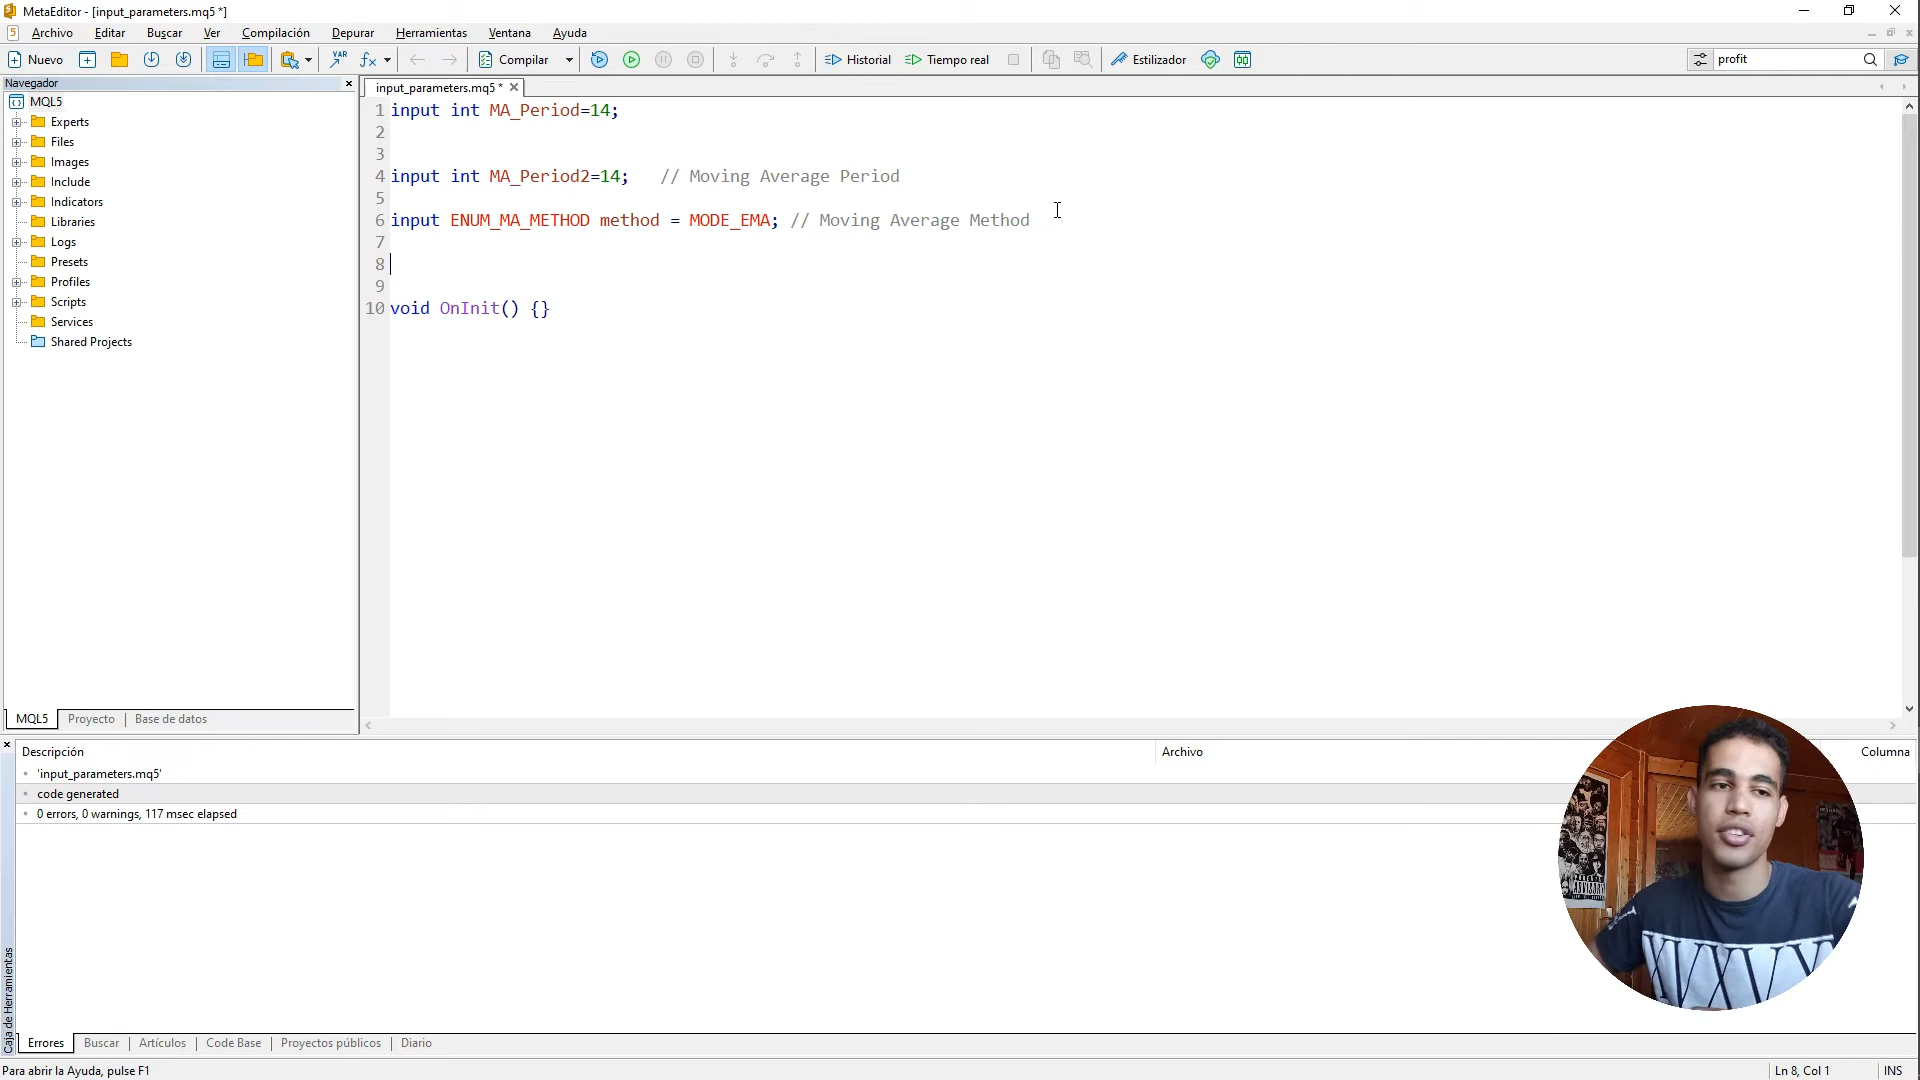 MetaEditor - [input_parameters.mq5 *]
Archivo Editar Buscar Ver Compilación Depurar Herramientas Ventana Ayuda
Nuevo VAR Compilar Historial Tiempo real Estilizador profit
Navegador
MQL5
Experts
Files
Images
Include
Indicators
Libraries
Logs
Presets
Profiles
Scripts
Services
Shared Projects
MQL5 Proyecto Base de datos
input_parameters.mq5 *
1 input int MA_Period=14;
2
3
4 input int MA_Period2=14; // Moving Average Period
5
6 input ENUM_MA_METHOD method = MODE_EMA; // Moving Average Method
7
8
9
10 void OnInit() {}
Descripción Archivo Columna
'input_parameters.mq5'
code generated
0 errors, 0 warnings, 117 msec elapsed
Caja de Herramientas
Errores Buscar Artículos Code Base Proyectos públicos Diario
Para abrir la Ayuda, pulse F1 Ln 8, Col 1 INS